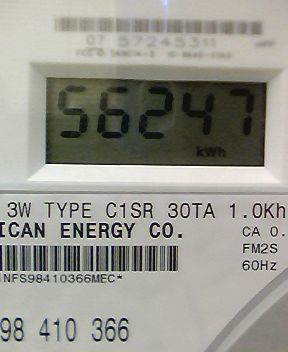 07 57245311
56247
kWh
3W TYPE C1SR 30TA 1.0Kh
ICAN ENERGY CO. CA 0.
FM2S
60Hz
INFS98410366MEC*
98 410 366